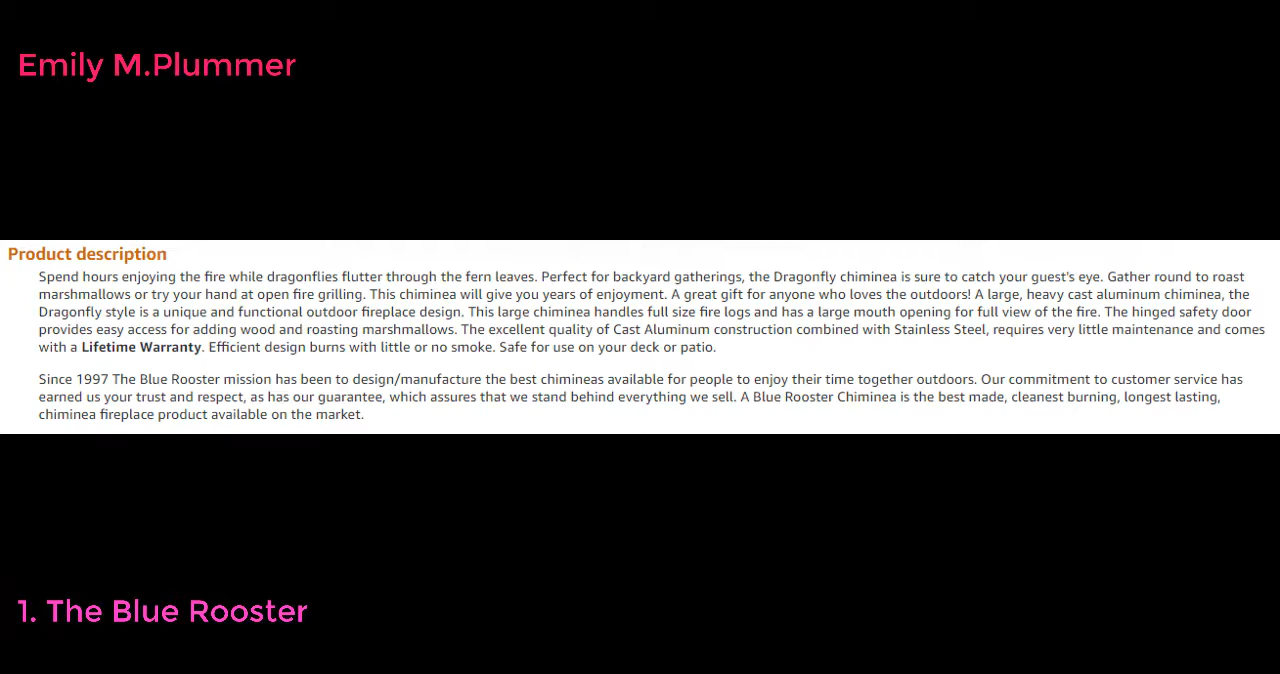 Emily M.Plummer
Product description
Spend hours enjoying the fire while dragonflies flutter through the fern leaves. Perfect for backyard gatherings, the Dragonfly chiminea is sure to catch your guest's eye. Gather round to roast
marshmallows or try your hand at open fire grilling. This chiminea will give you years of enjoyment. A great gift for anyone who loves the outdoors! A large, heavy cast aluminum chiminea, the
Dragonfly style is a unique and functional outdoor fireplace design. This large chiminea handles full size fire logs and has a large mouth opening for full view of the fire. The hinged safety door
provides easy access for adding wood and roasting marshmallows. The excellent quality of Cast Aluminum construction combined with Stainless Steel, requires very little maintenance and comes
with a Lifetime Warranty. Efficient design burns with little or no smoke. Safe for use on your deck or patio.
Since 1997 The Blue Rooster mission has been to design/manufacture the best chimineas available for people to enjoy their time together outdoors. Our commitment to customer service has
earned us your trust and respect, as has our guarantee, which assures that we stand behind everything we sell. A Blue Rooster Chiminea is the best made, cleanest burning, longest lasting,
chiminea fireplace product available on the market.
1. The Blue Rooster